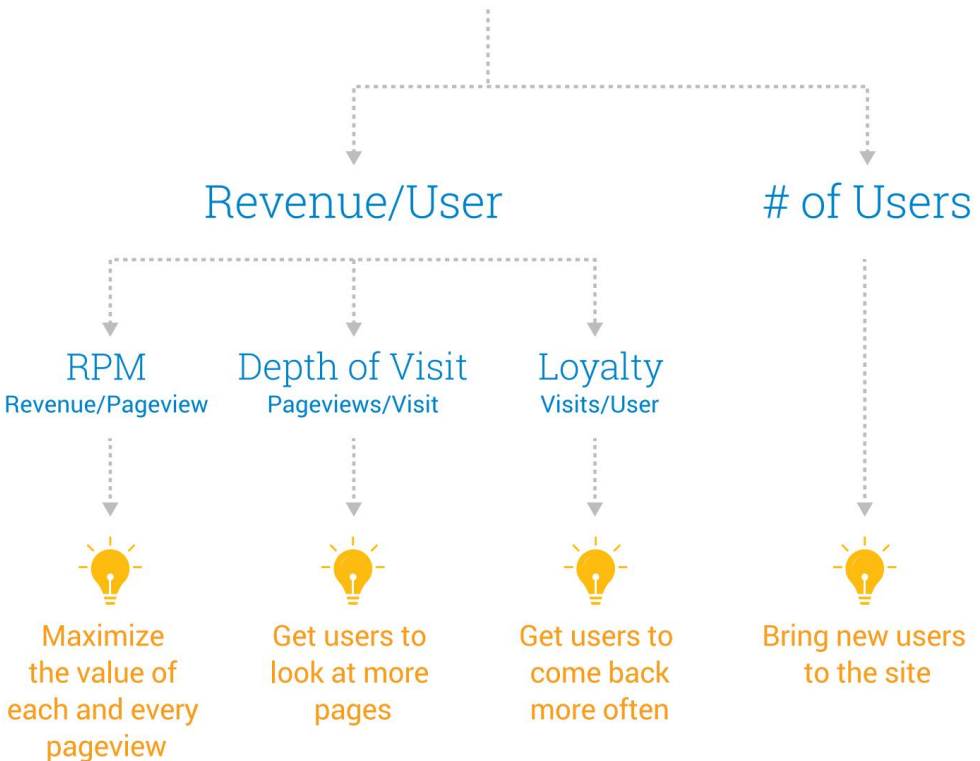 Revenue/User
# of Users
RPM
Revenue/Pageview
Depth of Visit
Pageviews/Visit
Loyalty
Visits/User
Maximize
the value of
each and every
pageview
Get users to
look at more
pages
Get users to
come back
more often
Bring new users
to the site